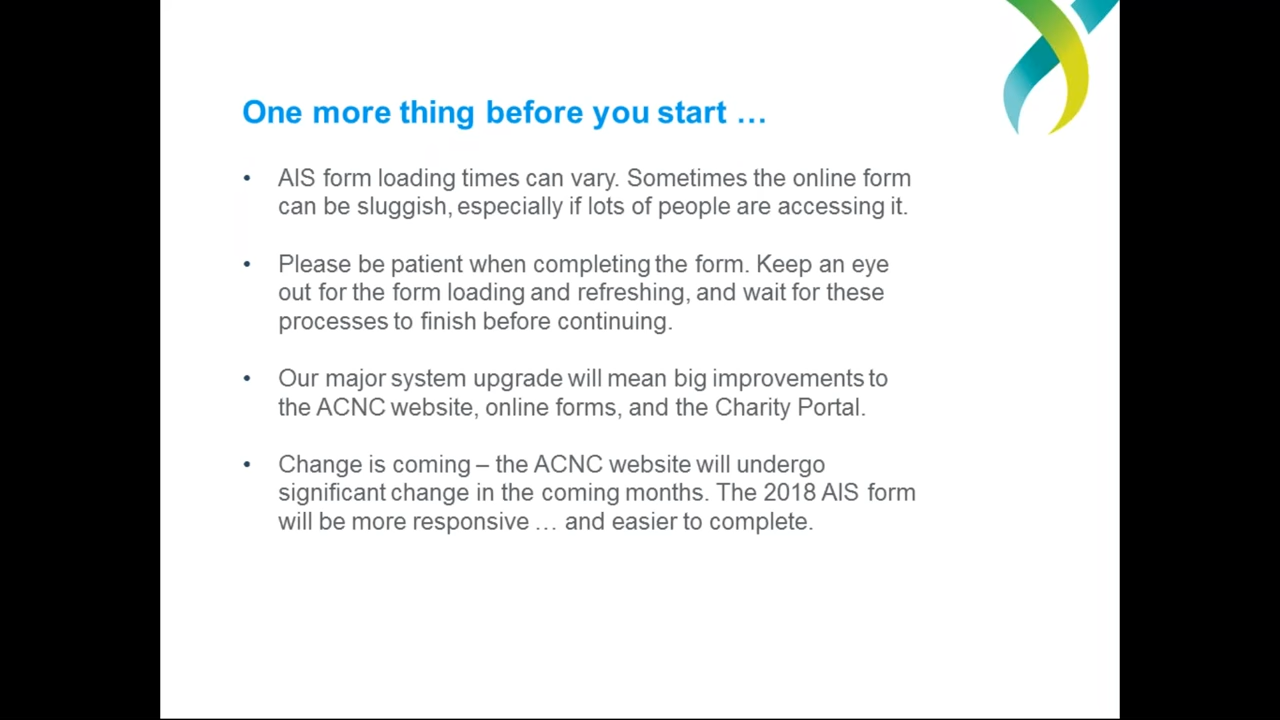 One more thing before you start …
• AIS form loading times can vary. Sometimes the online form
can be sluggish, especially if lots of people are accessing it.
• Please be patient when completing the form. Keep an eye
out for the form loading and refreshing, and wait for these
processes to finish before continuing.
• Our major system upgrade will mean big improvements to
the ACNC website, online forms, and the Charity Portal.
• Change is coming – the ACNC website will undergo
significant change in the coming months. The 2018 AIS form
will be more responsive … and easier to complete.